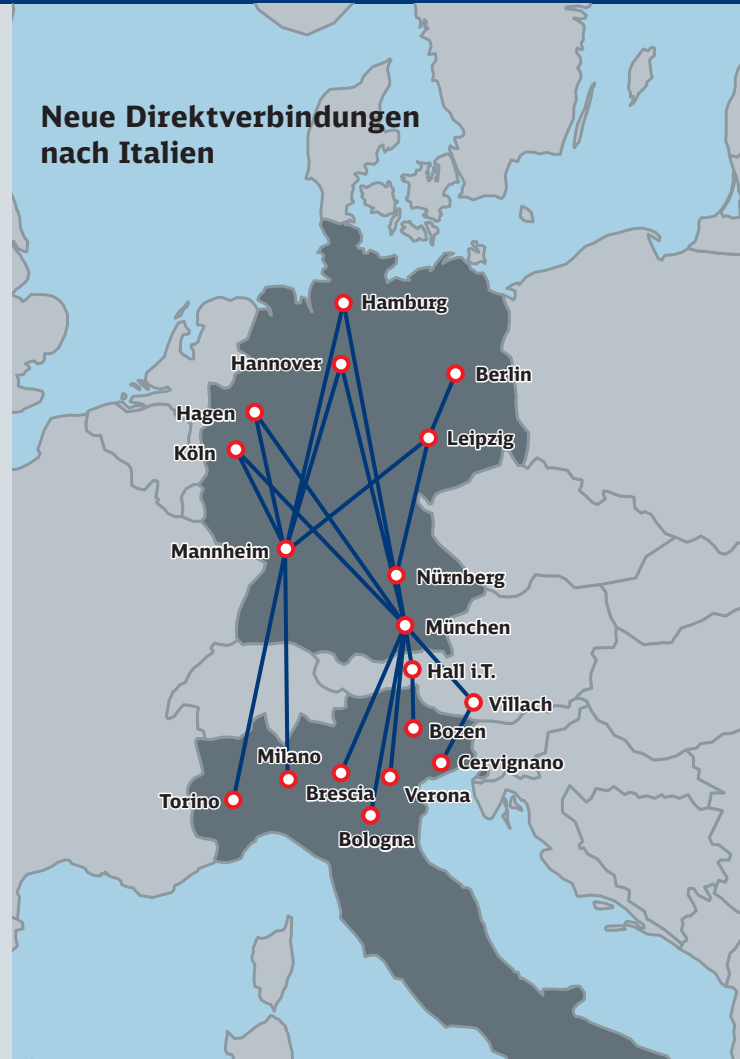 Neue Direktverbindungen
nach Italien
Hamburg
Hannover
Berlin
Hagen
Leipzig
Köln
Mannheim
Nürnberg
München
Hall i.T.
Villach
Bozen
Milano
Cervignano
Brescia
Verona
Torino
Bologna